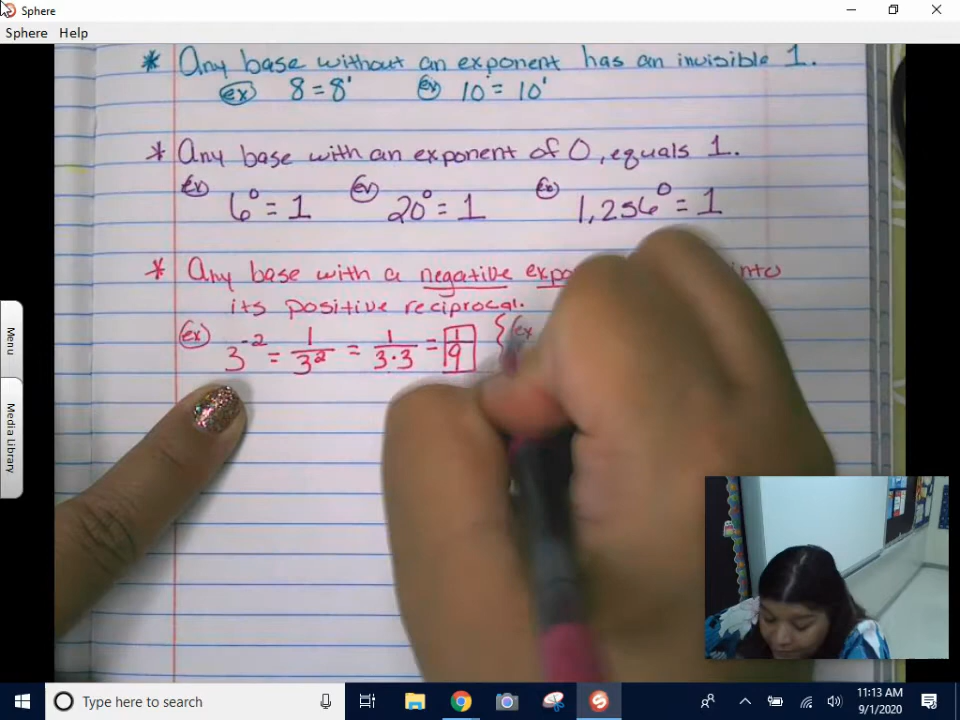 Sphere
Sphere Help
* Any base without an exponent has an invisible 1.
ex 8 = 8¹ ex 10 = 10¹
* Any base with an exponent of 0, equals 1.
ex 6⁰ = 1 ex 20⁰ = 1 ex 1,256⁰ = 1
* Any base with a negative expo into
its positive reciprocal.
ex 3⁻² = 1/3² = 1/3·3 = 1/9 { ex
Menu
Media Library
Type here to search
11:13 AM
9/1/2020